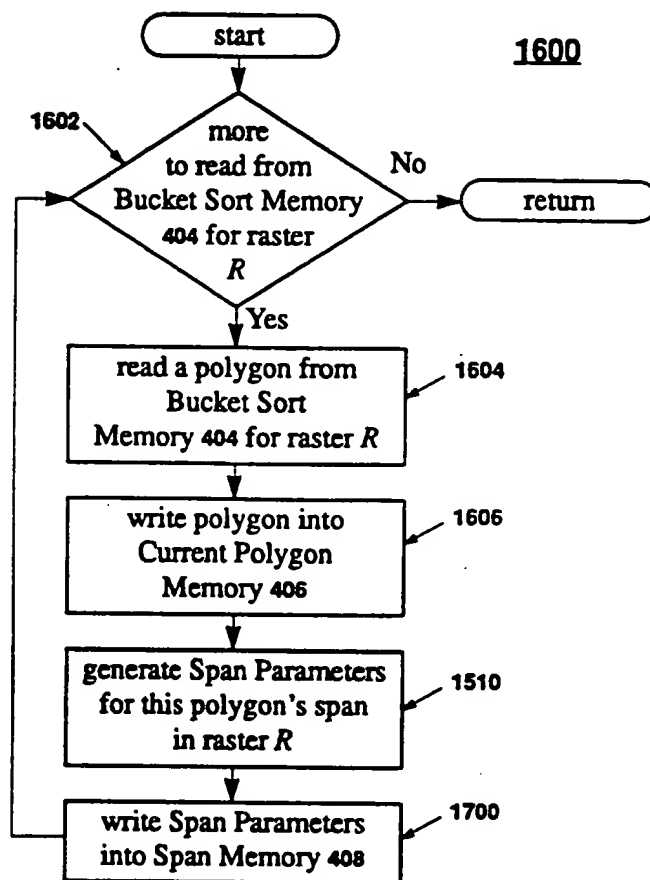 start
1600
1602
more
to read from
Bucket Sort Memory
404 for raster
R
No
return
Yes
read a polygon from
Bucket Sort
Memory 404 for raster R
1604
write polygon into
Current Polygon
Memory 406
1606
generate Span Parameters
for this polygon's span
in raster R
1510
write Span Parameters
into Span Memory 408
1700